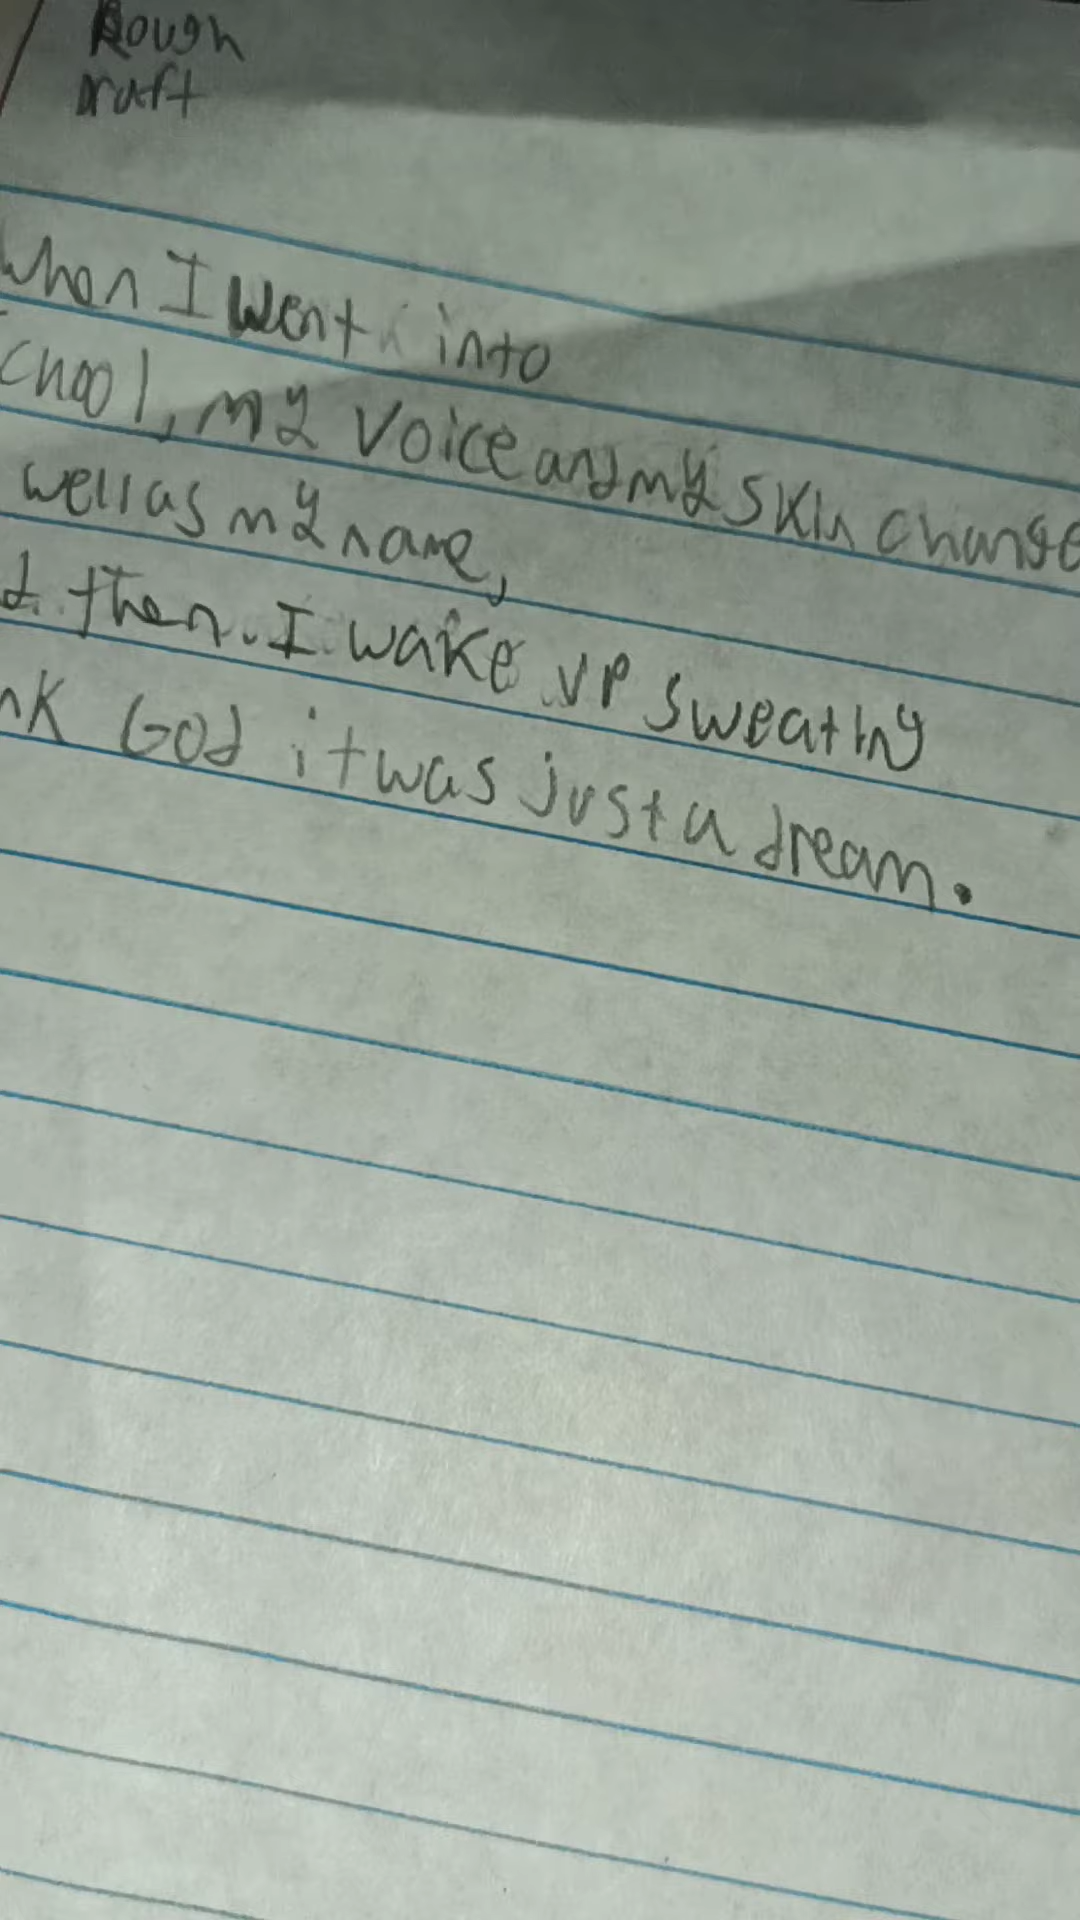 Rough
Draft
When I went into
chool, my voice and my skin change
well as my name,
d then. I wake up sweathy
nk God it was just a dream.